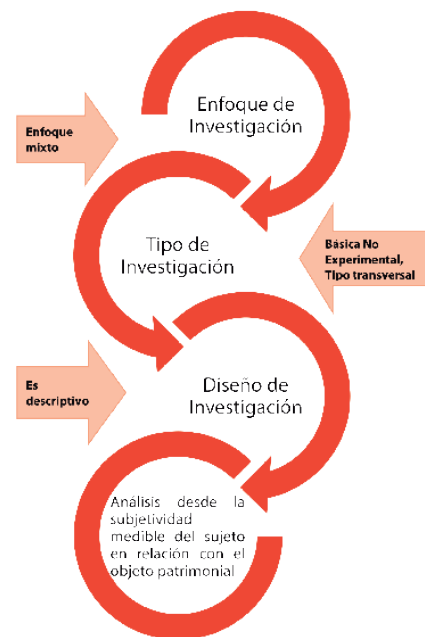 Enfoque de
Investigación
Enfoque
mixto
Tipo de
Investigación
Básica No
Experimental,
Tipo transversal
Es
descriptivo
Diseño de
Investigación
Análisis desde la
subjetividad
medible del sujeto
en relación con el
objeto patrimonial